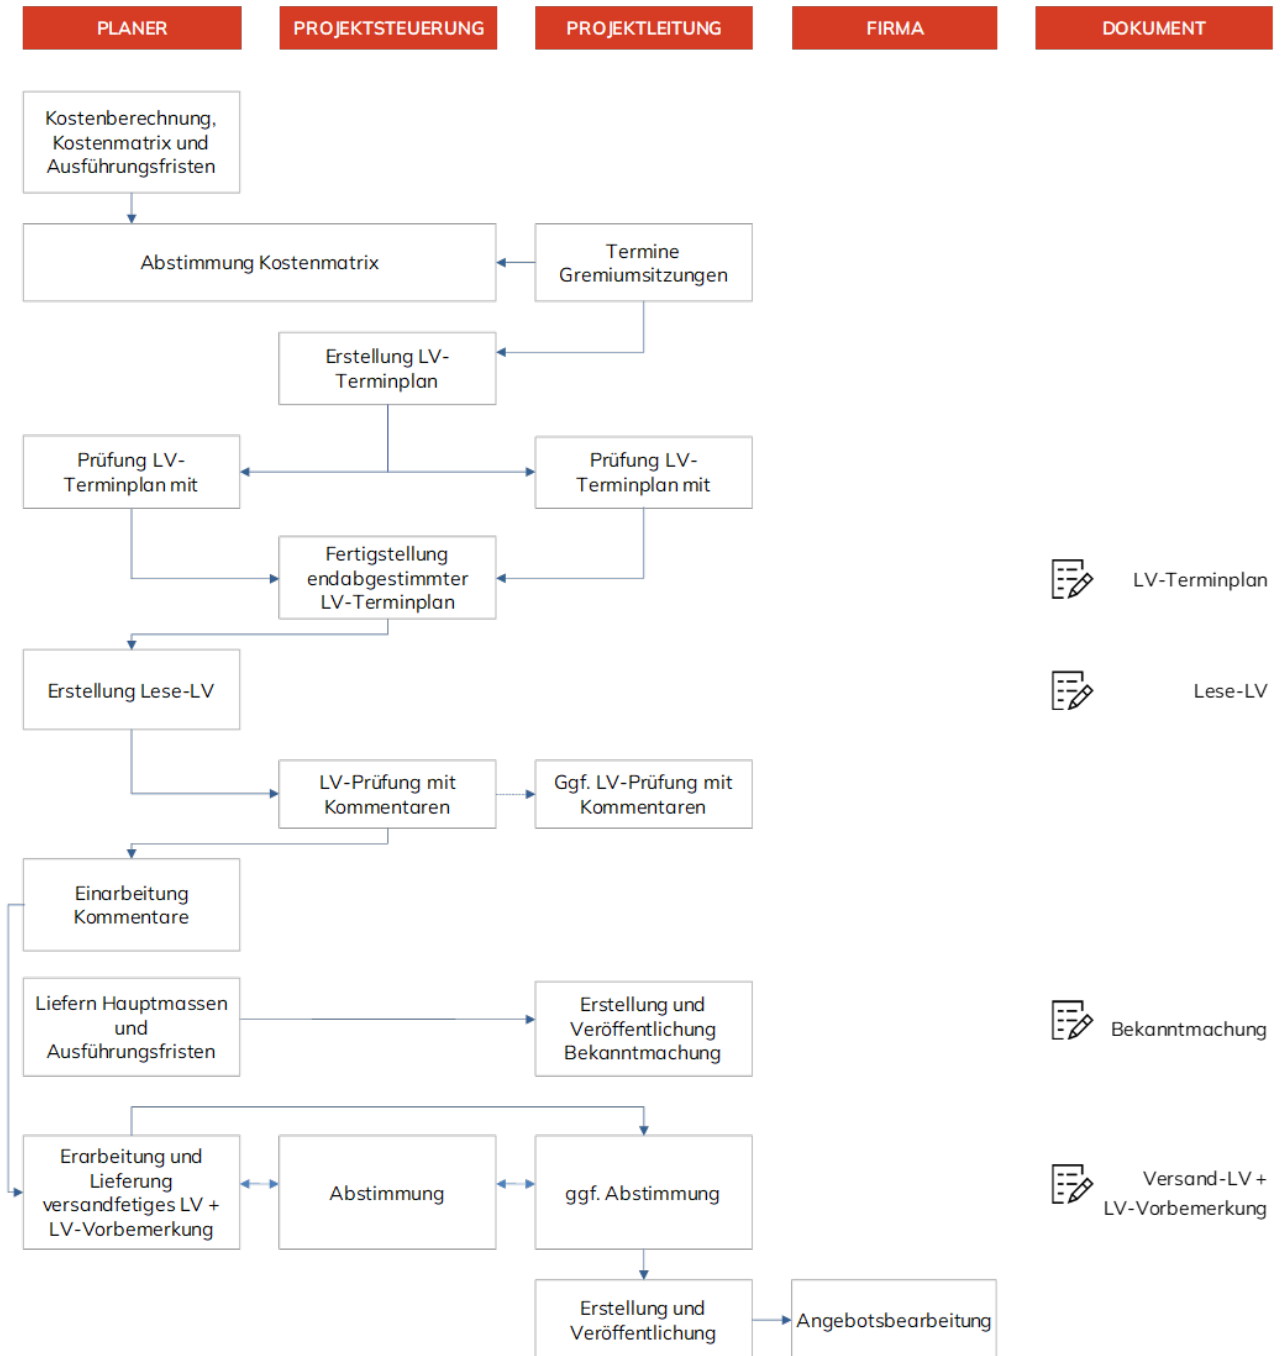 PLANER
PROJEKTSTEUERUNG
PROJEKTLEITUNG
FIRMA
DOKUMENT
Kostenberechnung,
Kostenmatrix und
Ausführungsfristen
Abstimmung Kostenmatrix
Termine
Gremiumsitzungen
Erstellung LV-
Terminplan
Prüfung LV-
Terminplan mit
Prüfung LV-
Terminplan mit
Fertigstellung
endabgestimmter
LV-Terminplan
LV-Terminplan
Erstellung Lese-LV
Lese-LV
LV-Prüfung mit
Kommentaren
Ggf. LV-Prüfung mit
Kommentaren
Einarbeitung
Kommentare
Liefern Hauptmassen
und
Ausführungsfristen
Erstellung und
Veröffentlichung
Bekanntmachung
Bekanntmachung
Erarbeitung und
Lieferung
versandfetiges LV +
LV-Vorbemerkung
Abstimmung
ggf. Abstimmung
Versand-LV +
LV-Vorbemerkung
Erstellung und
Veröffentlichung
Angebotsbearbeitung